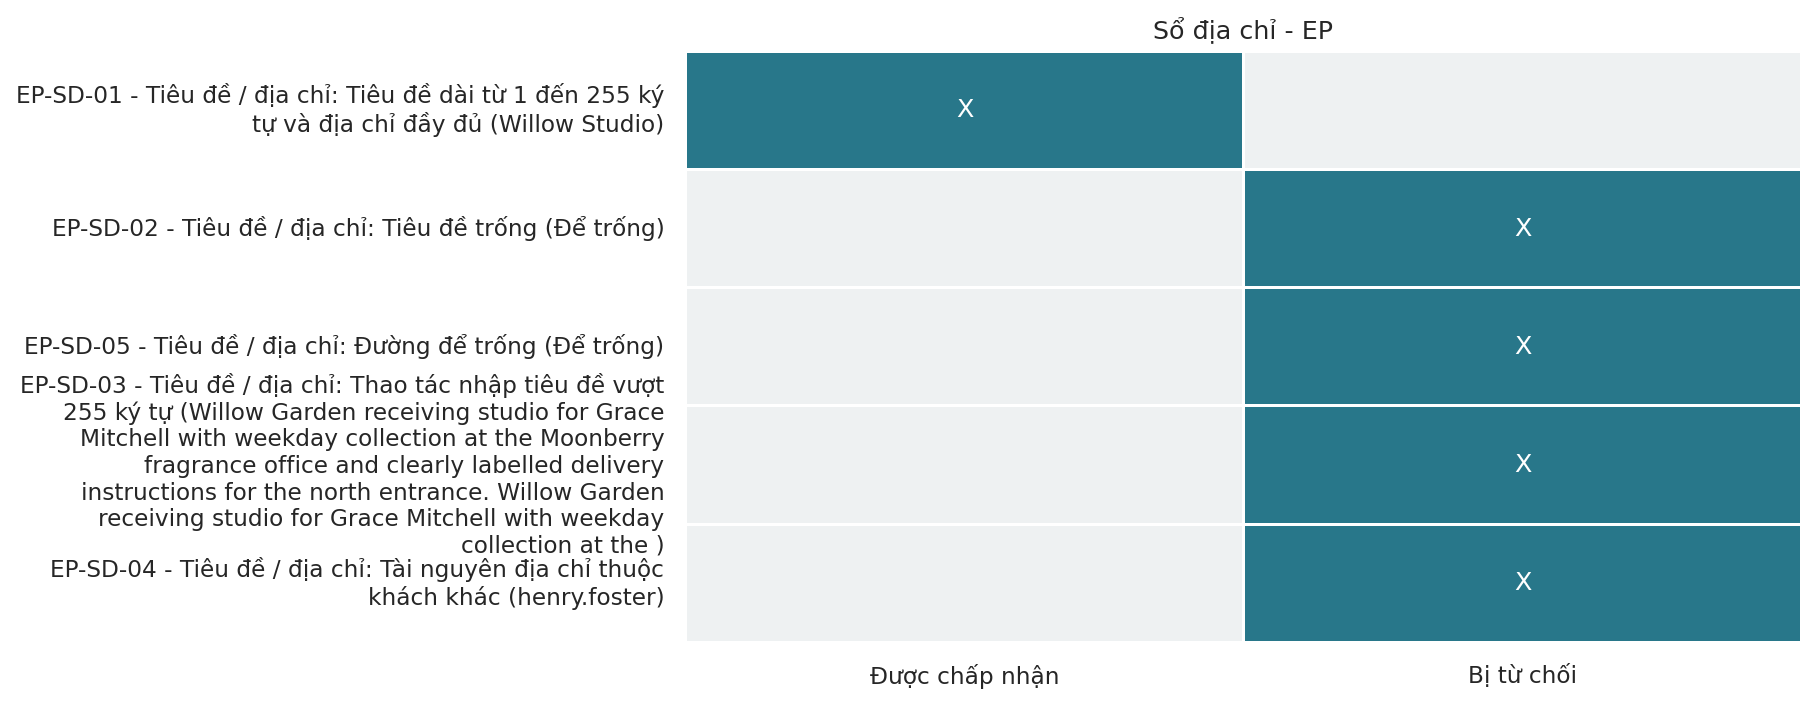 Sổ địa chỉ - EP
EP-SD-01 - Tiêu đề / địa chỉ: Tiêu đề dài từ 1 đến 255 ký
tự và địa chỉ đầy đủ (Willow Studio)
X
EP-SD-02 - Tiêu đề / địa chỉ: Tiêu đề trống (Để trống)
X
EP-SD-05 - Tiêu đề / địa chỉ: Đường để trống (Để trống)
X
EP-SD-03 - Tiêu đề / địa chỉ: Thao tác nhập tiêu đề vượt
255 ký tự (Willow Garden receiving studio for Grace
Mitchell with weekday collection at the Moonberry
fragrance office and clearly labelled delivery
instructions for the north entrance. Willow Garden
receiving studio for Grace Mitchell with weekday
collection at the )
X
EP-SD-04 - Tiêu đề / địa chỉ: Tài nguyên địa chỉ thuộc
khách khác (henry.foster)
X
Được chấp nhận
Bị từ chối